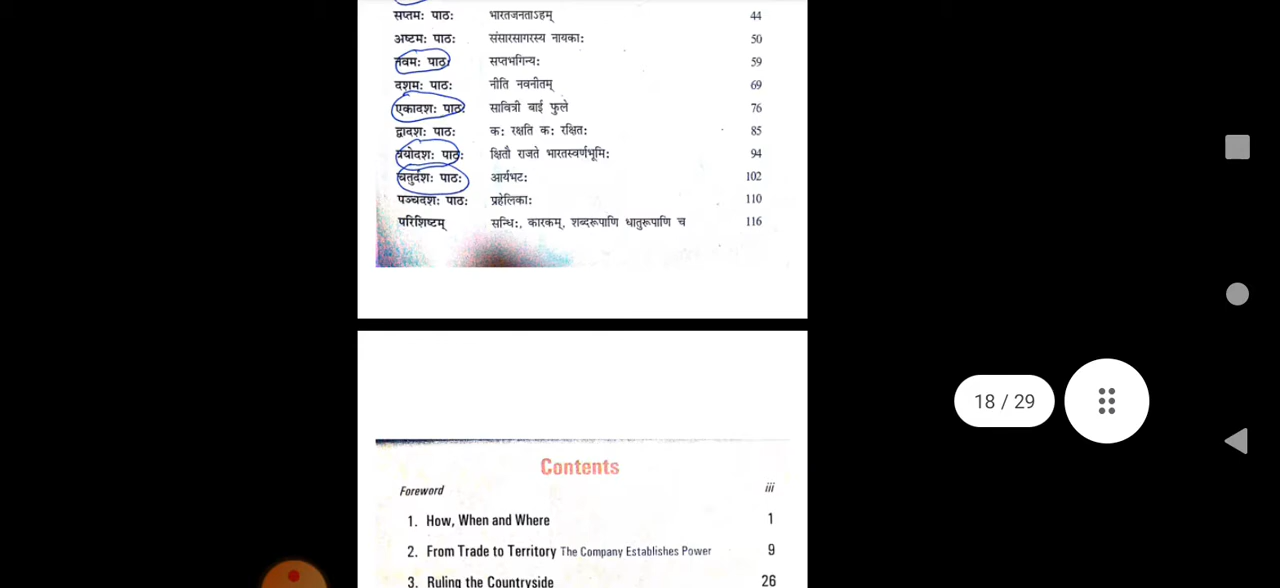 सप्तमः पाठः भारतजनताऽहम् 44
अष्टमः पाठः संसारसागरस्य नायकाः 50
नवमः पाठः सप्तभगिन्यः 59
दशमः पाठः नीति नवनीतम् 69
एकादशः पाठः सावित्री बाई फुले 76
द्वादशः पाठः कः रक्षति कः रक्षितः 85
त्रयोदशः पाठः क्षितौ राजते भारतस्वर्णभूमिः 94
चतुर्दशः पाठः आर्यभटः 102
पञ्चदशः पाठः प्रहेलिकाः 110
परिशिष्टम् सन्धिः, कारकम्, शब्दरूपाणि धातुरूपाणि च 116
18 / 29
Contents
Foreword iii
1. How, When and Where 1
2. From Trade to Territory The Company Establishes Power 9
3. Ruling the Countryside 26